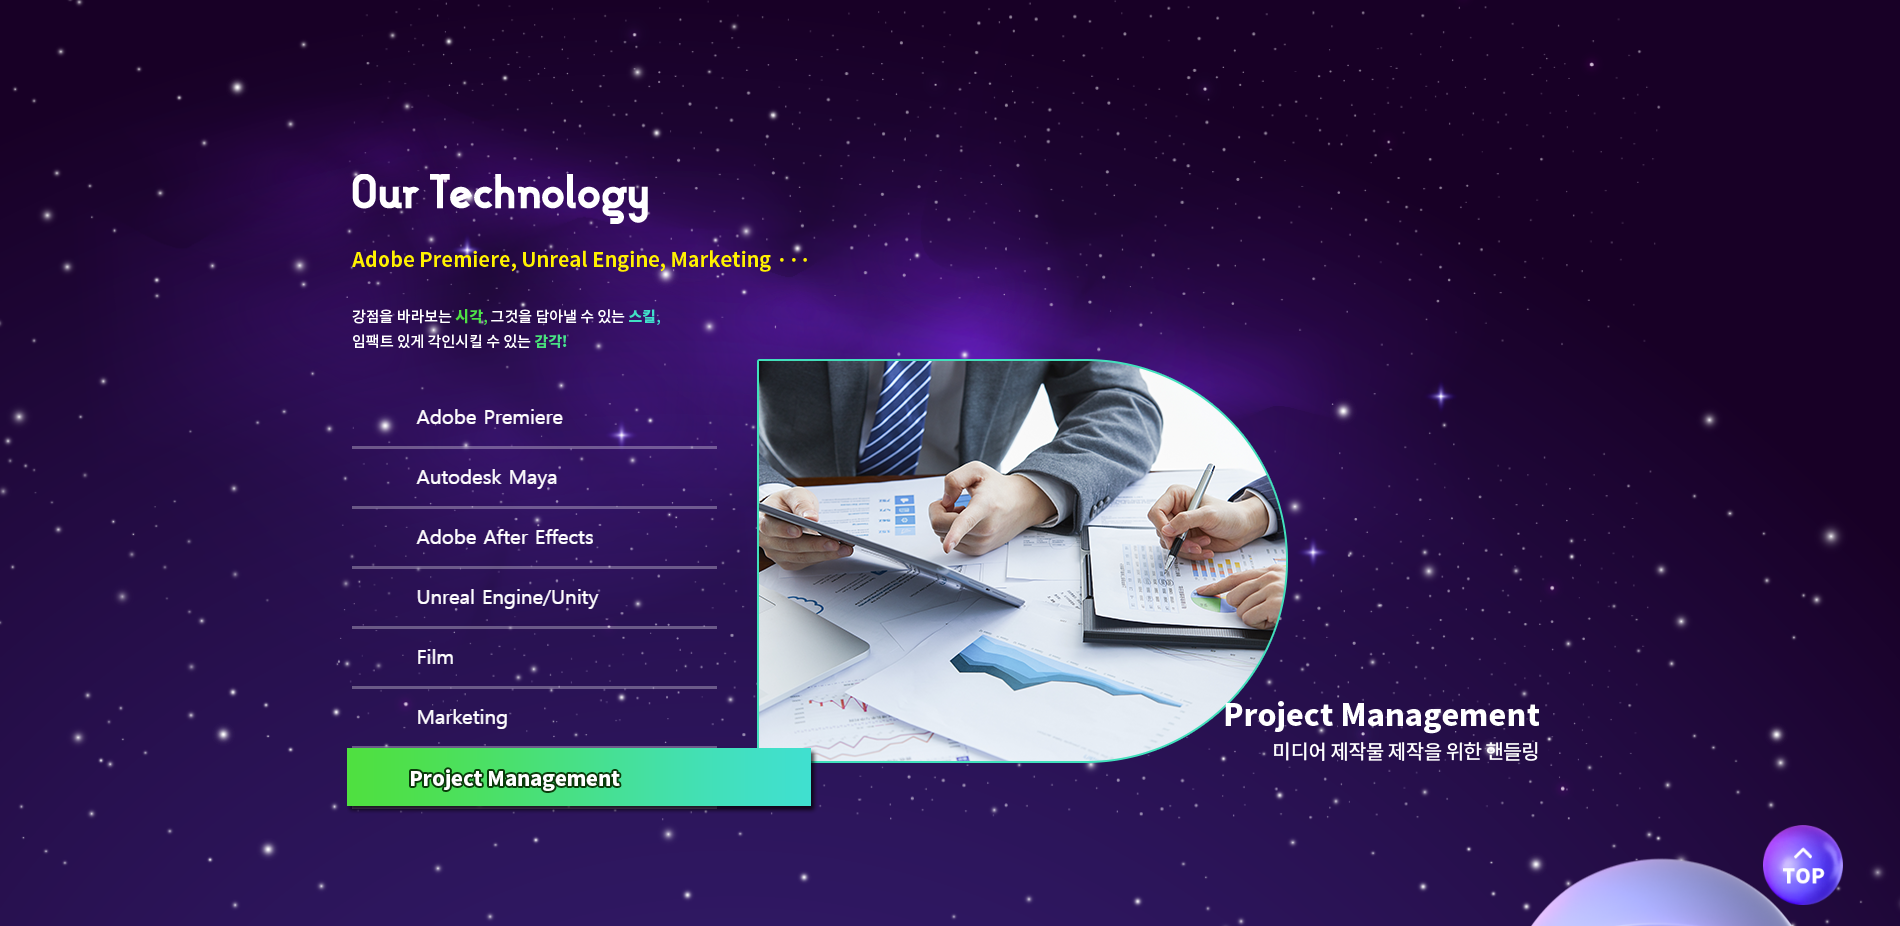 Our Technology
Adobe Premiere, Unreal Engine, Marketing ···
강점을 바라보는 시각, 그것을 담아낼 수 있는 스킬,
임팩트 있게 각인시킬 수 있는 감각!
Adobe Premiere
Autodesk Maya
Adobe After Effects
Unreal Engine/Unity
Film
Marketing
Project Management
Project Management
미디어 제작물 제작을 위한 핸들링
TOP